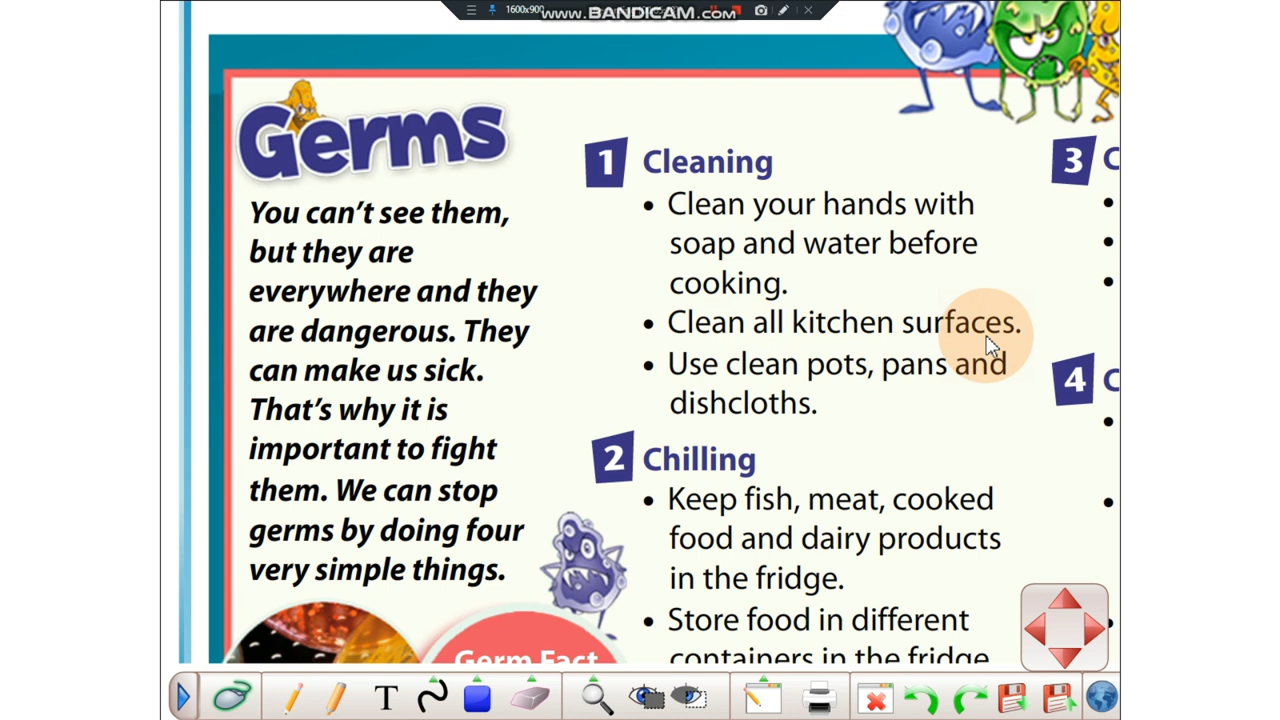 1600x900
www.BANDICAM.com
Germs
You can't see them,
but they are
everywhere and they
are dangerous. They
can make us sick.
That's why it is
important to fight
them. We can stop
germs by doing four
very simple things.
Germ Fact
1 Cleaning
• Clean your hands with
soap and water before
cooking.
• Clean all kitchen surfaces.
• Use clean pots, pans and
dishcloths.
2 Chilling
• Keep fish, meat, cooked
food and dairy products
in the fridge.
• Store food in different
containers in the fridge
3 C
4 C
T